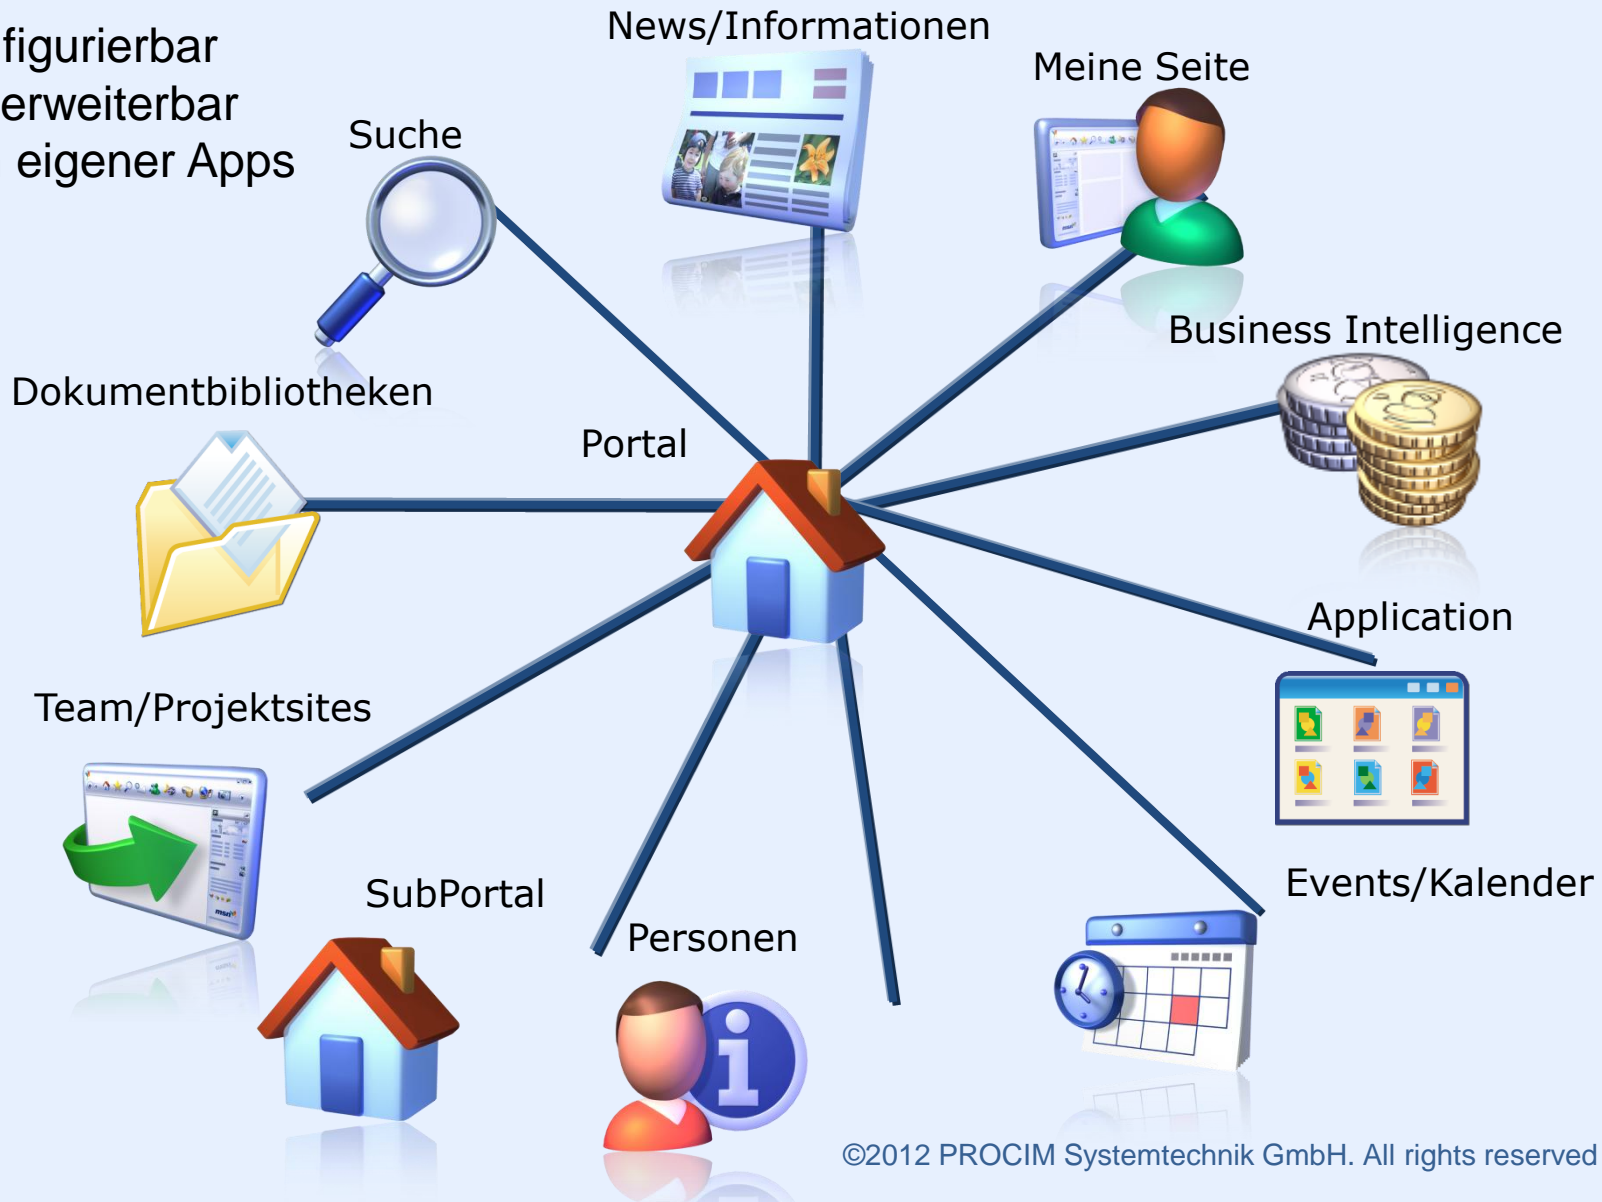 figurierbar
erweiterbar
eigener Apps
News/Informationen
Meine Seite
Suche
Business Intelligence
Dokumentbibliotheken
Portal
Application
Team/Projektsites
SubPortal
Personen
Events/Kalender
©2012 PROCIM Systemtechnik GmbH. All rights reserved